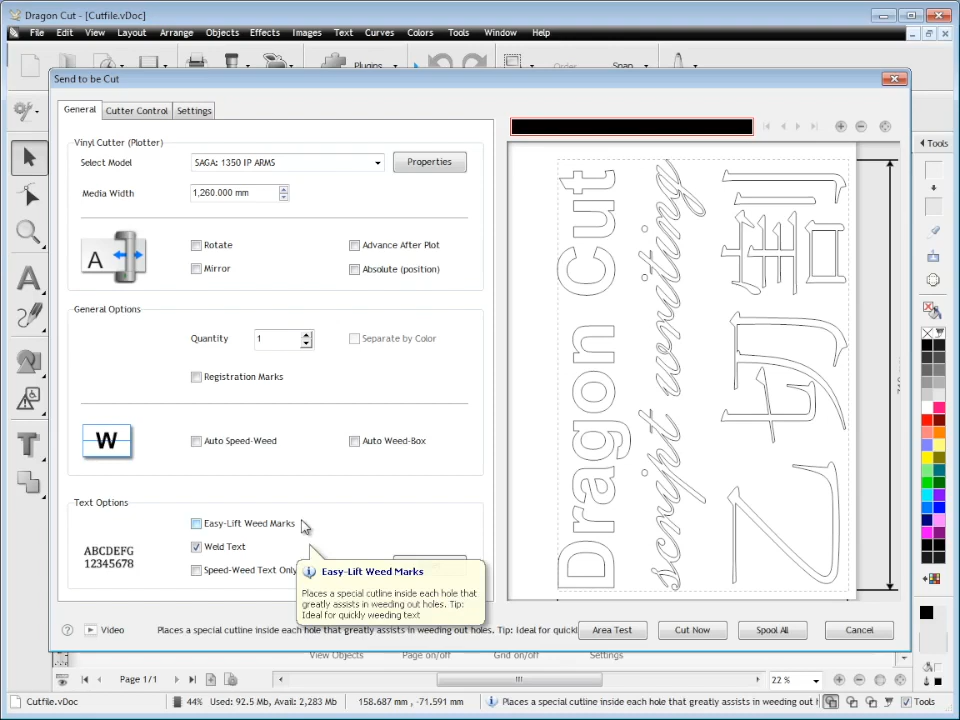 Dragon Cut - [Cutfile.vDoc]
File Edit View Layout Arrange Objects Effects Images Text Curves Colors Tools Window Help
Plugins Order Snap
Send to be Cut
General Cutter Control Settings
Tools
Vinyl Cutter (Plotter)
Select Model SAGA: 1350 IP ARMS Properties
Media Width 1,260.000 mm
A
Rotate Advance After Plot
Mirror Absolute (position)
General Options
Quantity 1 Separate by Color
Registration Marks
W
Auto Speed-Weed Auto Weed-Box
Text Options
Easy-Lift Weed Marks
ABCDEFG
12345678
Weld Text
Speed-Weed Text Only
Easy-Lift Weed Marks
Places a special cutline inside each hole that
greatly assists in weeding out holes. Tip:
Ideal for quickly weeding text
Dragon Cut
script writing
Video Places a special cutline inside each hole that greatly assists in weeding out holes. Tip: Ideal for quickl
Area Test Cut Now Spool All Cancel
View Objects Page on/off Grid on/off Settings
Page 1/1 22 %
Cutfile.vDoc 44% Used: 92.5 Mb, Avail: 2,283 Mb 158.687 mm , -71.591 mm Places a special cutline inside each hole that greatly assists in weeding out h Tools